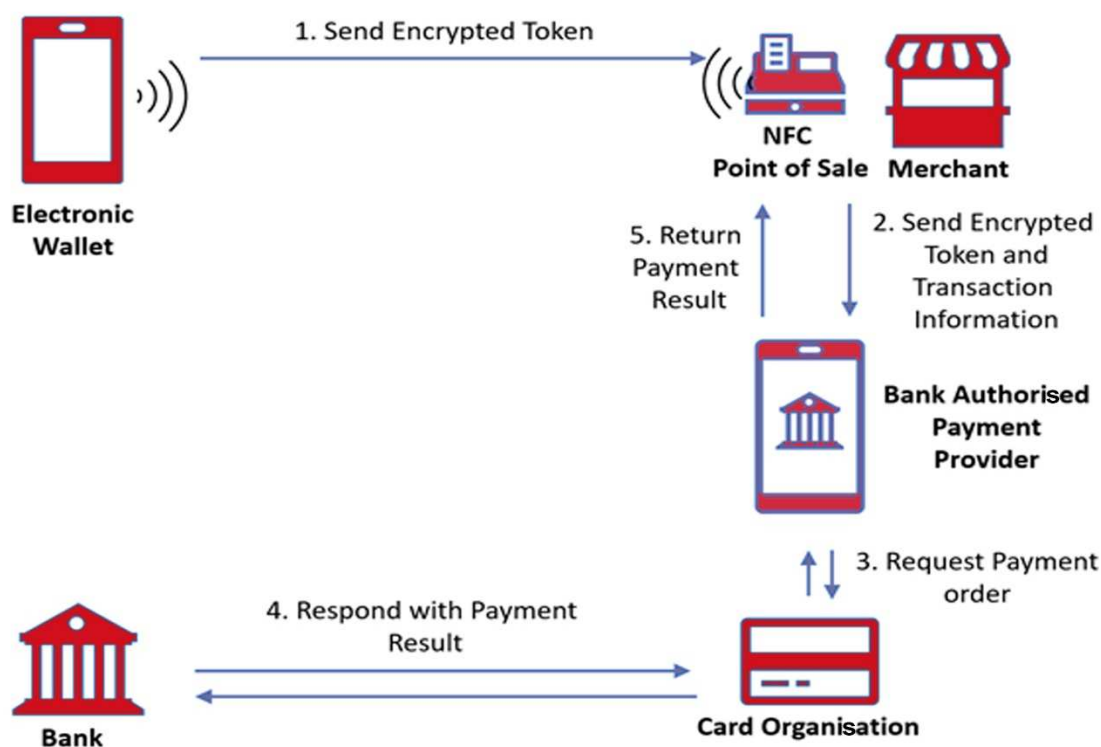 1. Send Encrypted Token
NFC
Point of Sale
Merchant
Electronic
Wallet
5. Return
Payment
Result
2. Send Encrypted
Token and
Transaction
Information
Bank Authorised
Payment
Provider
3. Request Payment
order
4. Respond with Payment
Result
Card Organisation
Bank